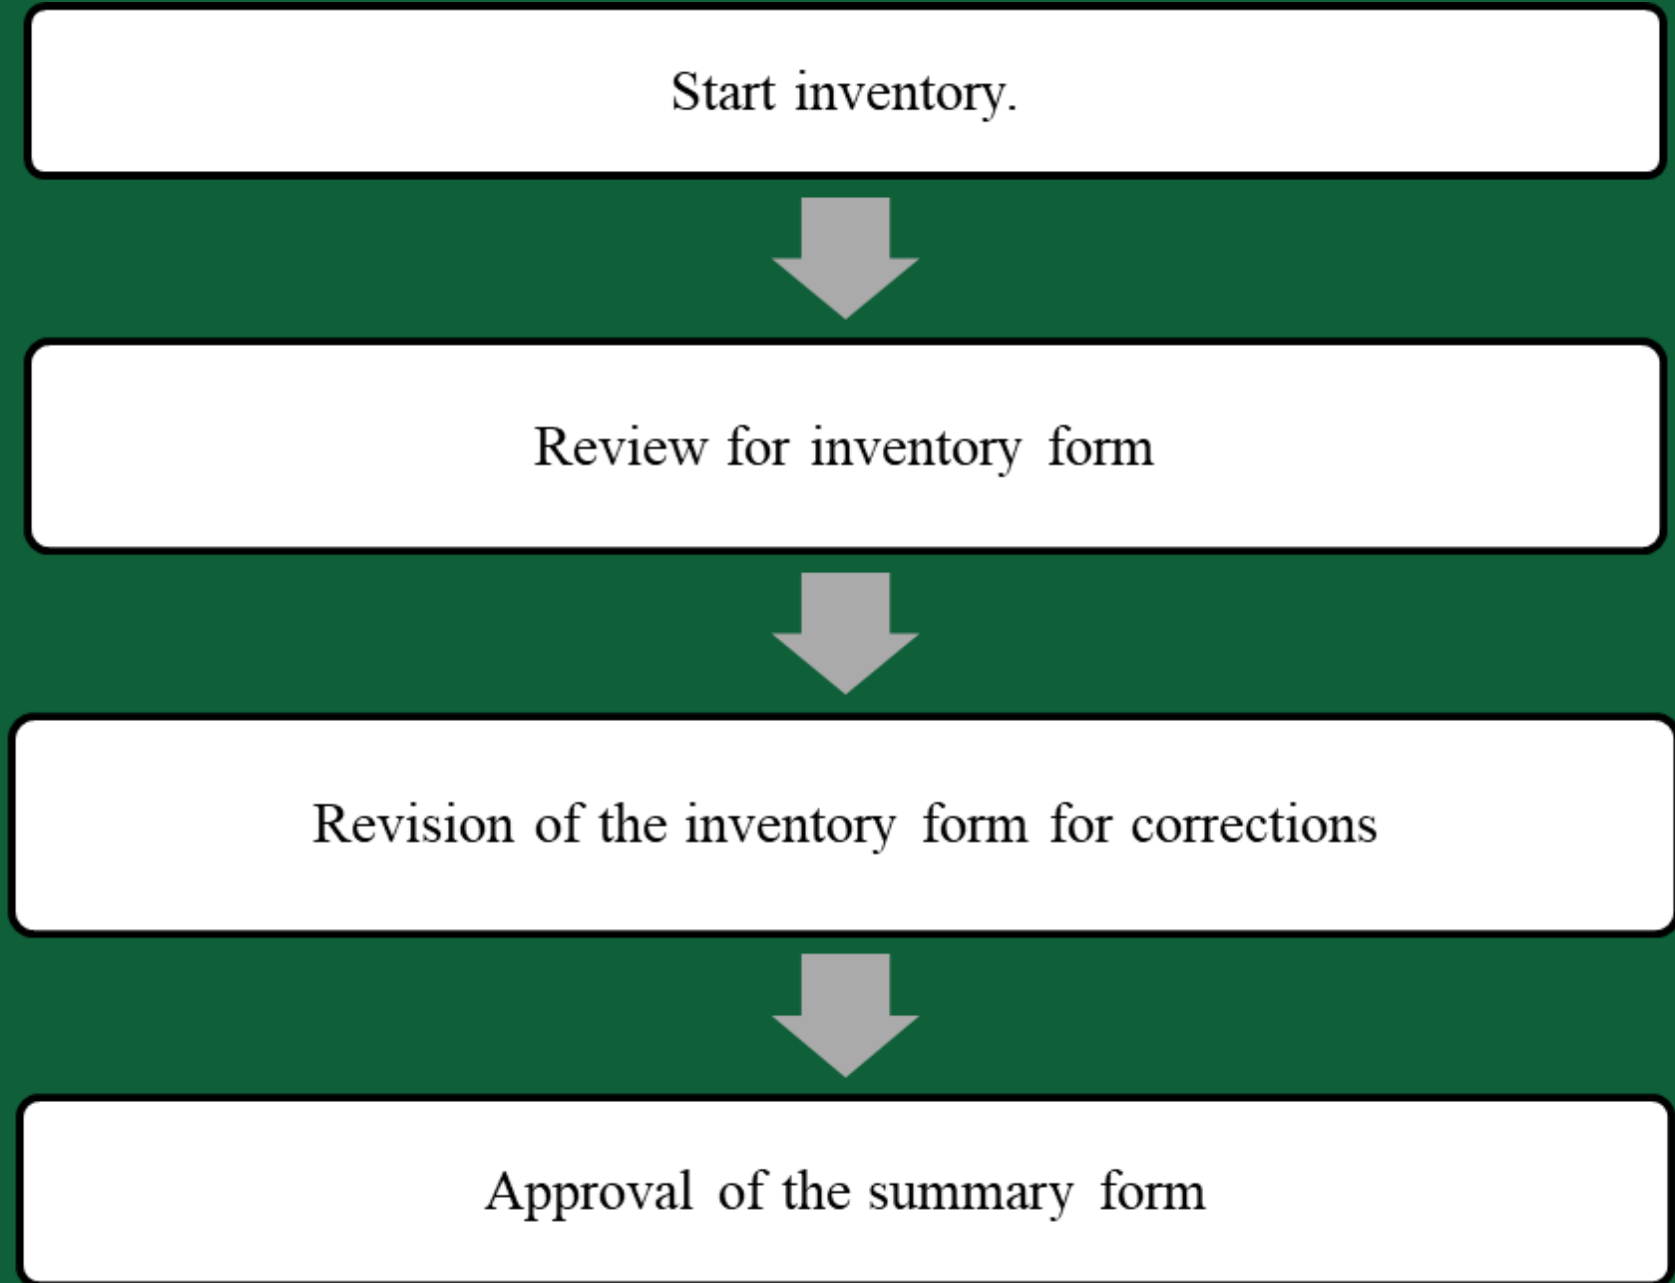 Start inventory.
Review for inventory form
Revision of the inventory form for corrections
Approval of the summary form